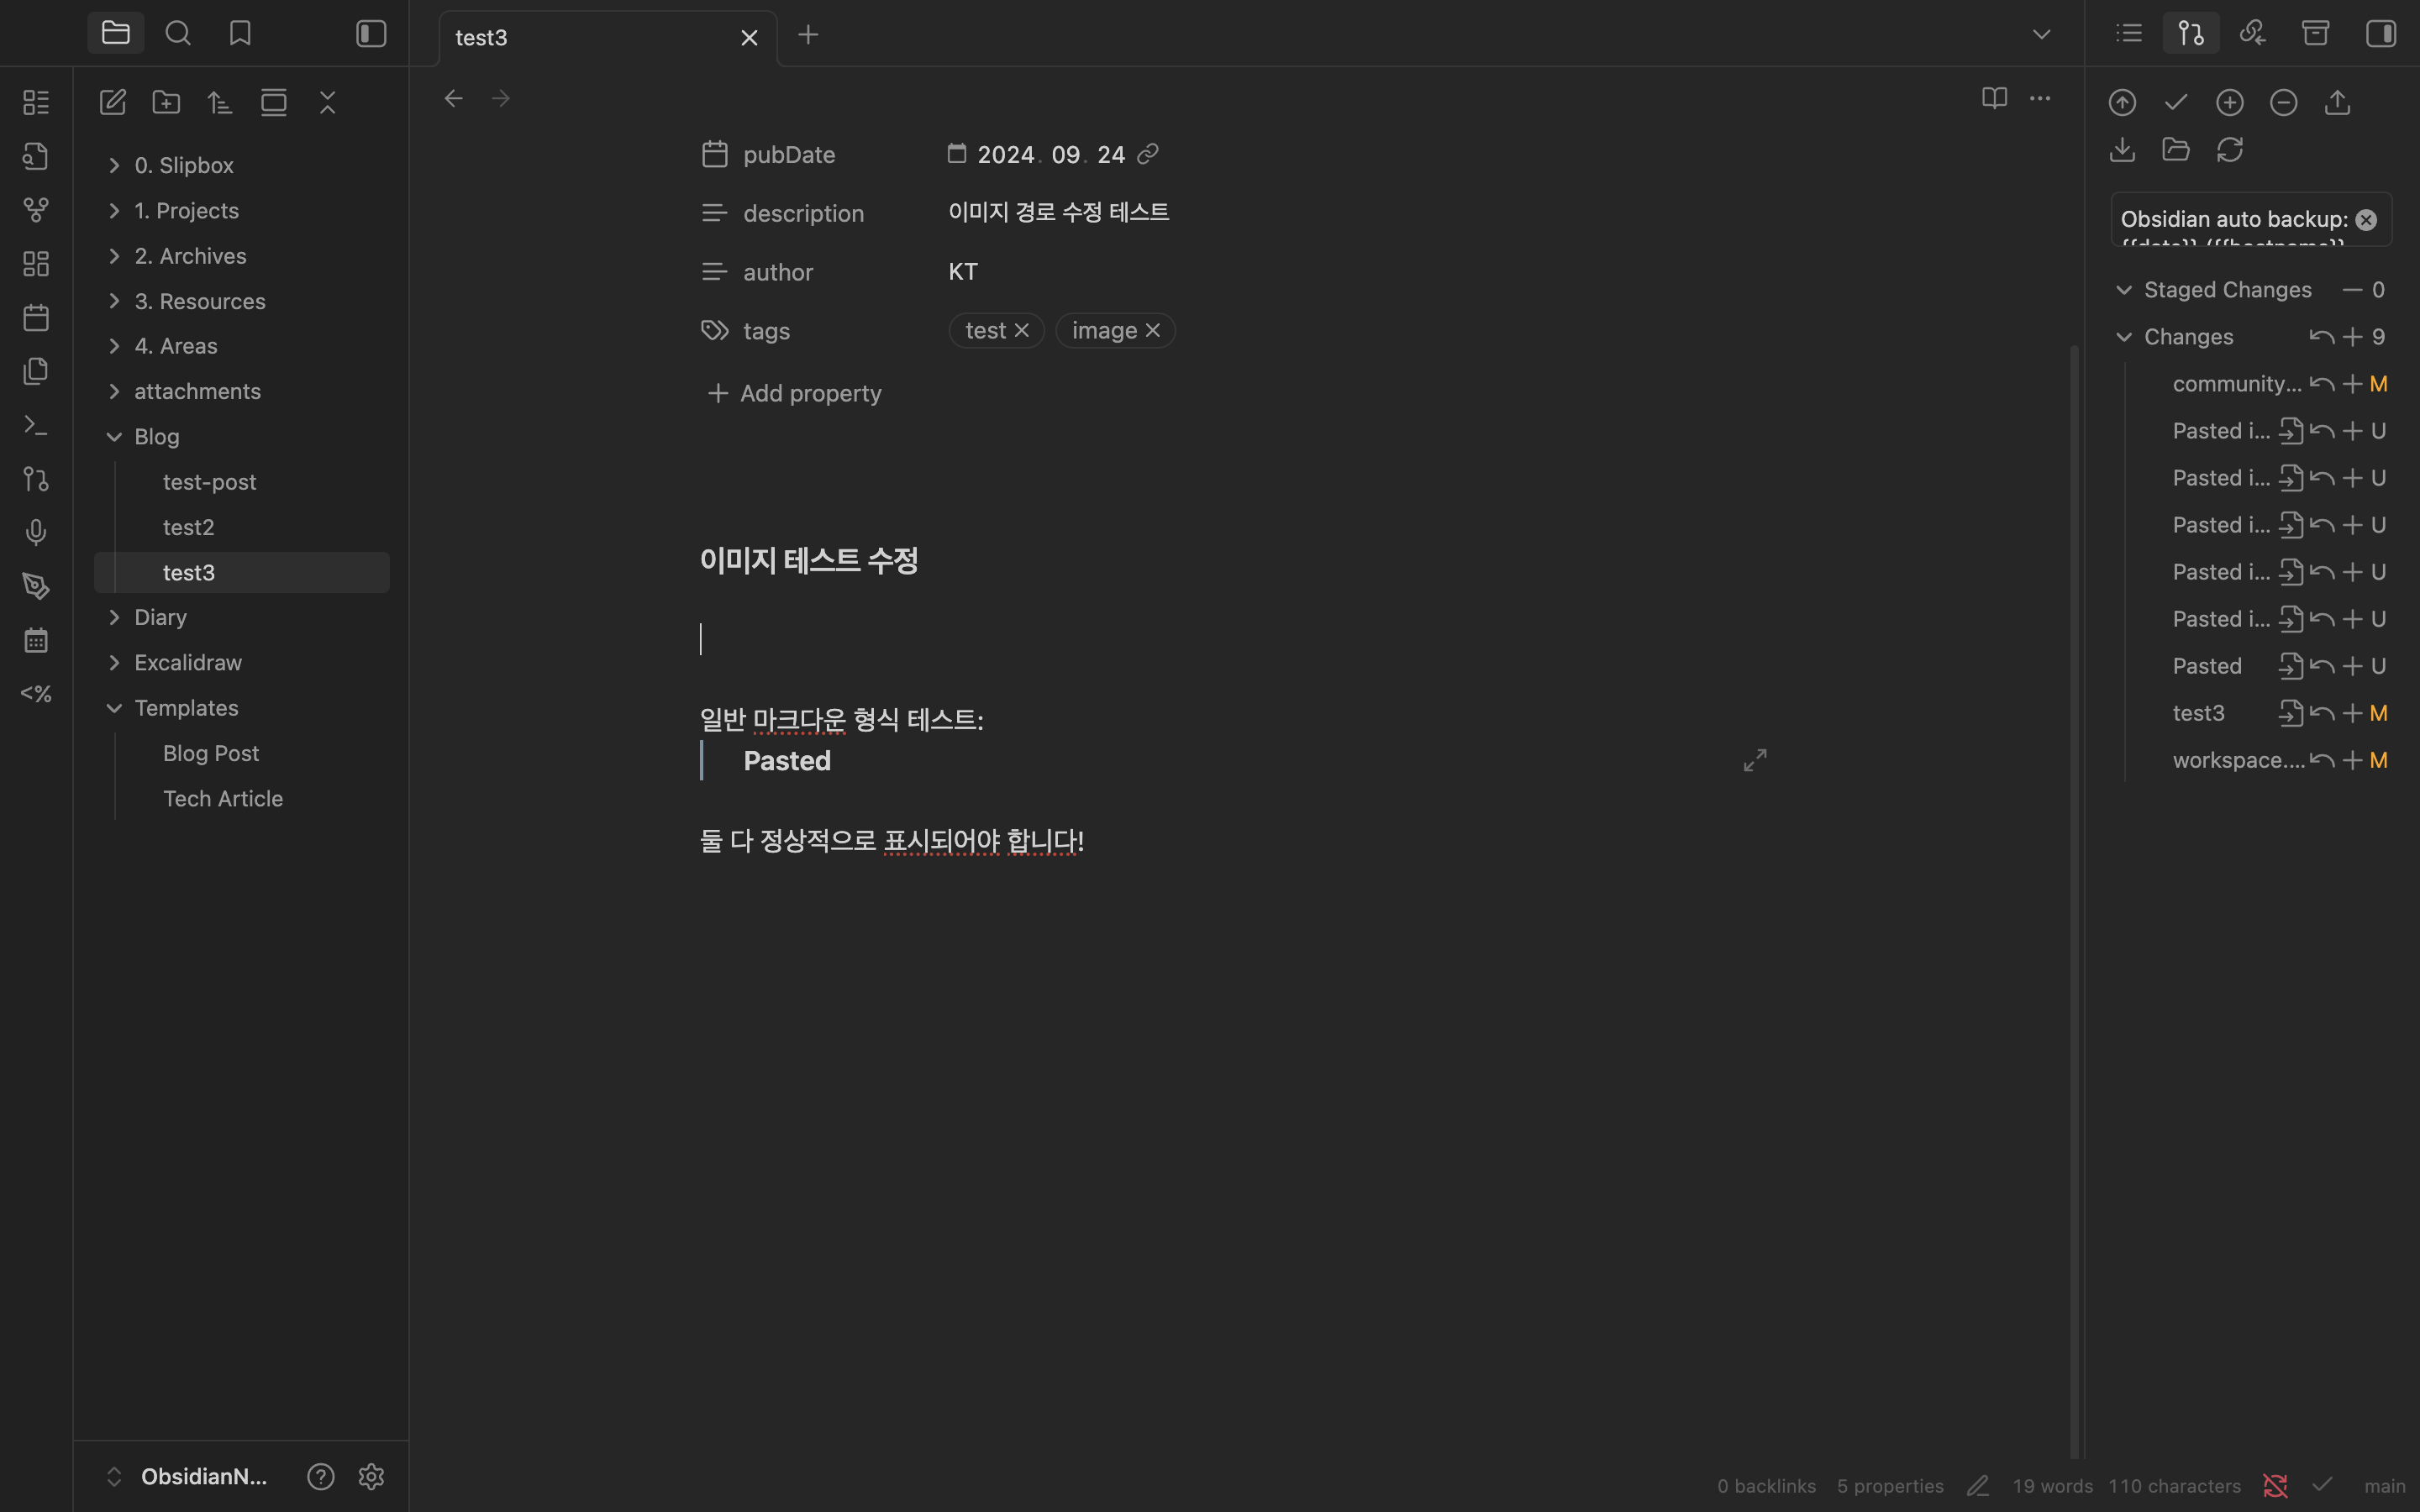 test3
0. Slipbox
1. Projects
2. Archives
3. Resources
4. Areas
attachments
Blog
test-post
test2
test3
Diary
Excalidraw
Templates
Blog Post
Tech Article
<%
ObsidianN...
pubDate 2024. 09. 24
description 이미지 경로 수정 테스트
author KT
tags test image
Add property
이미지 테스트 수정
일반 마크다운 형식 테스트:
Pasted
둘 다 정상적으로 표시되어야 합니다!
Obsidian auto backup:
{{date}} ({{hostname}}
Staged Changes 0
Changes 9
community... M
Pasted i... U
Pasted i... U
Pasted i... U
Pasted i... U
Pasted i... U
Pasted U
test3 M
workspace.... M
0 backlinks 5 properties 19 words 110 characters main